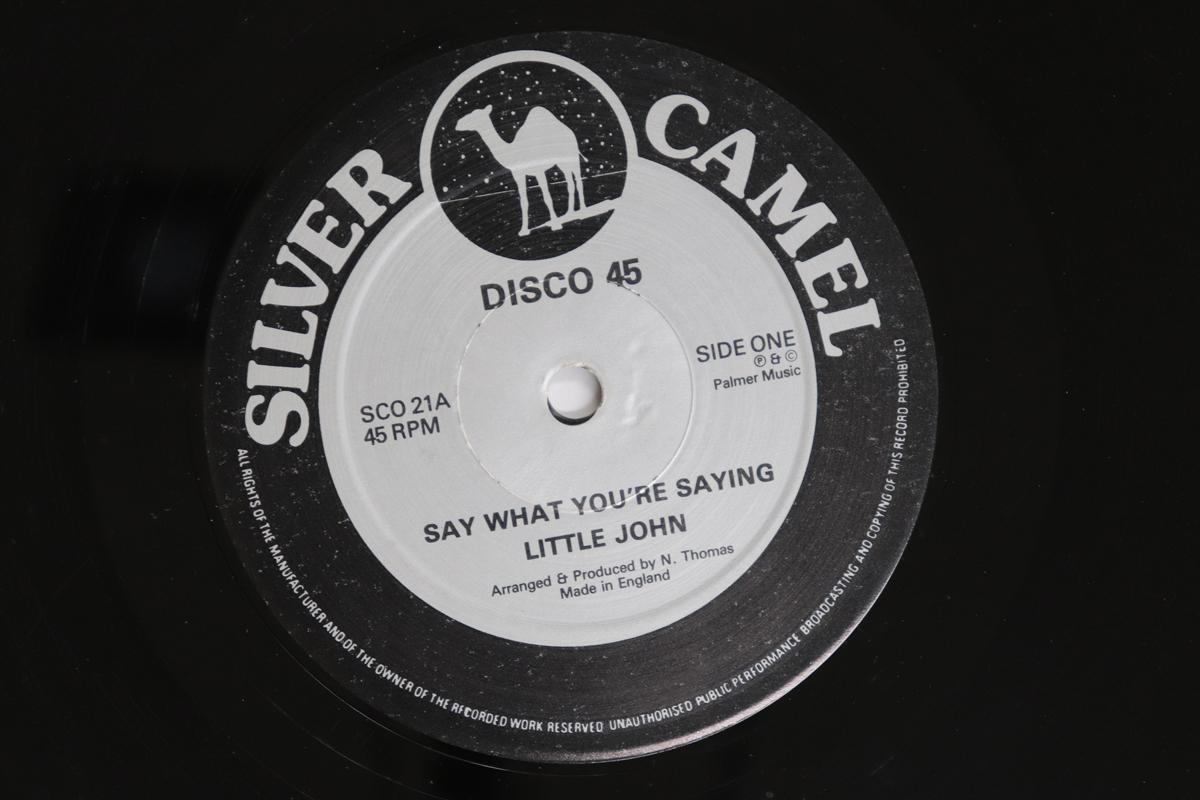 SILVER CAMEL
DISCO 45
SIDE ONE
Ⓟ & ©
Palmer Music
SCO 21A
45 RPM
SAY WHAT YOU'RE SAYING
LITTLE JOHN
Arranged & Produced by N. Thomas
Made in England
ALL RIGHTS OF THE MANUFACTURER AND OF THE OWNER OF THE RECORDED WORK RESERVED UNAUTHORISED PUBLIC PERFORMANCE BROADCASTING AND COPYING OF THIS RECORD PROHIBITED